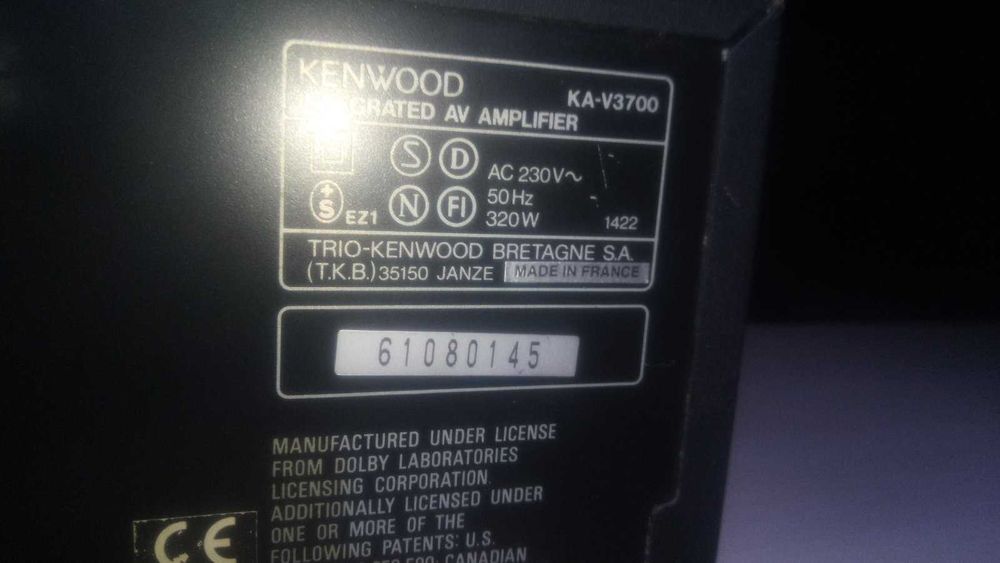 KENWOOD
KA-V3700
AV AMPLIFIER
S D
AC 230V~
50Hz
320W
+S EZ1
N FI
1422
TRIO-KENWOOD BRETAGNE S.A.
(T.K.B.) 35150 JANZE MADE IN FRANCE
61080145
MANUFACTURED UNDER LICENSE
FROM DOLBY LABORATORIES
LICENSING CORPORATION.
ADDITIONALLY LICENSED UNDER
ONE OR MORE OF THE
FOLLOWING PATENTS: U.S.
CANADIAN
CE